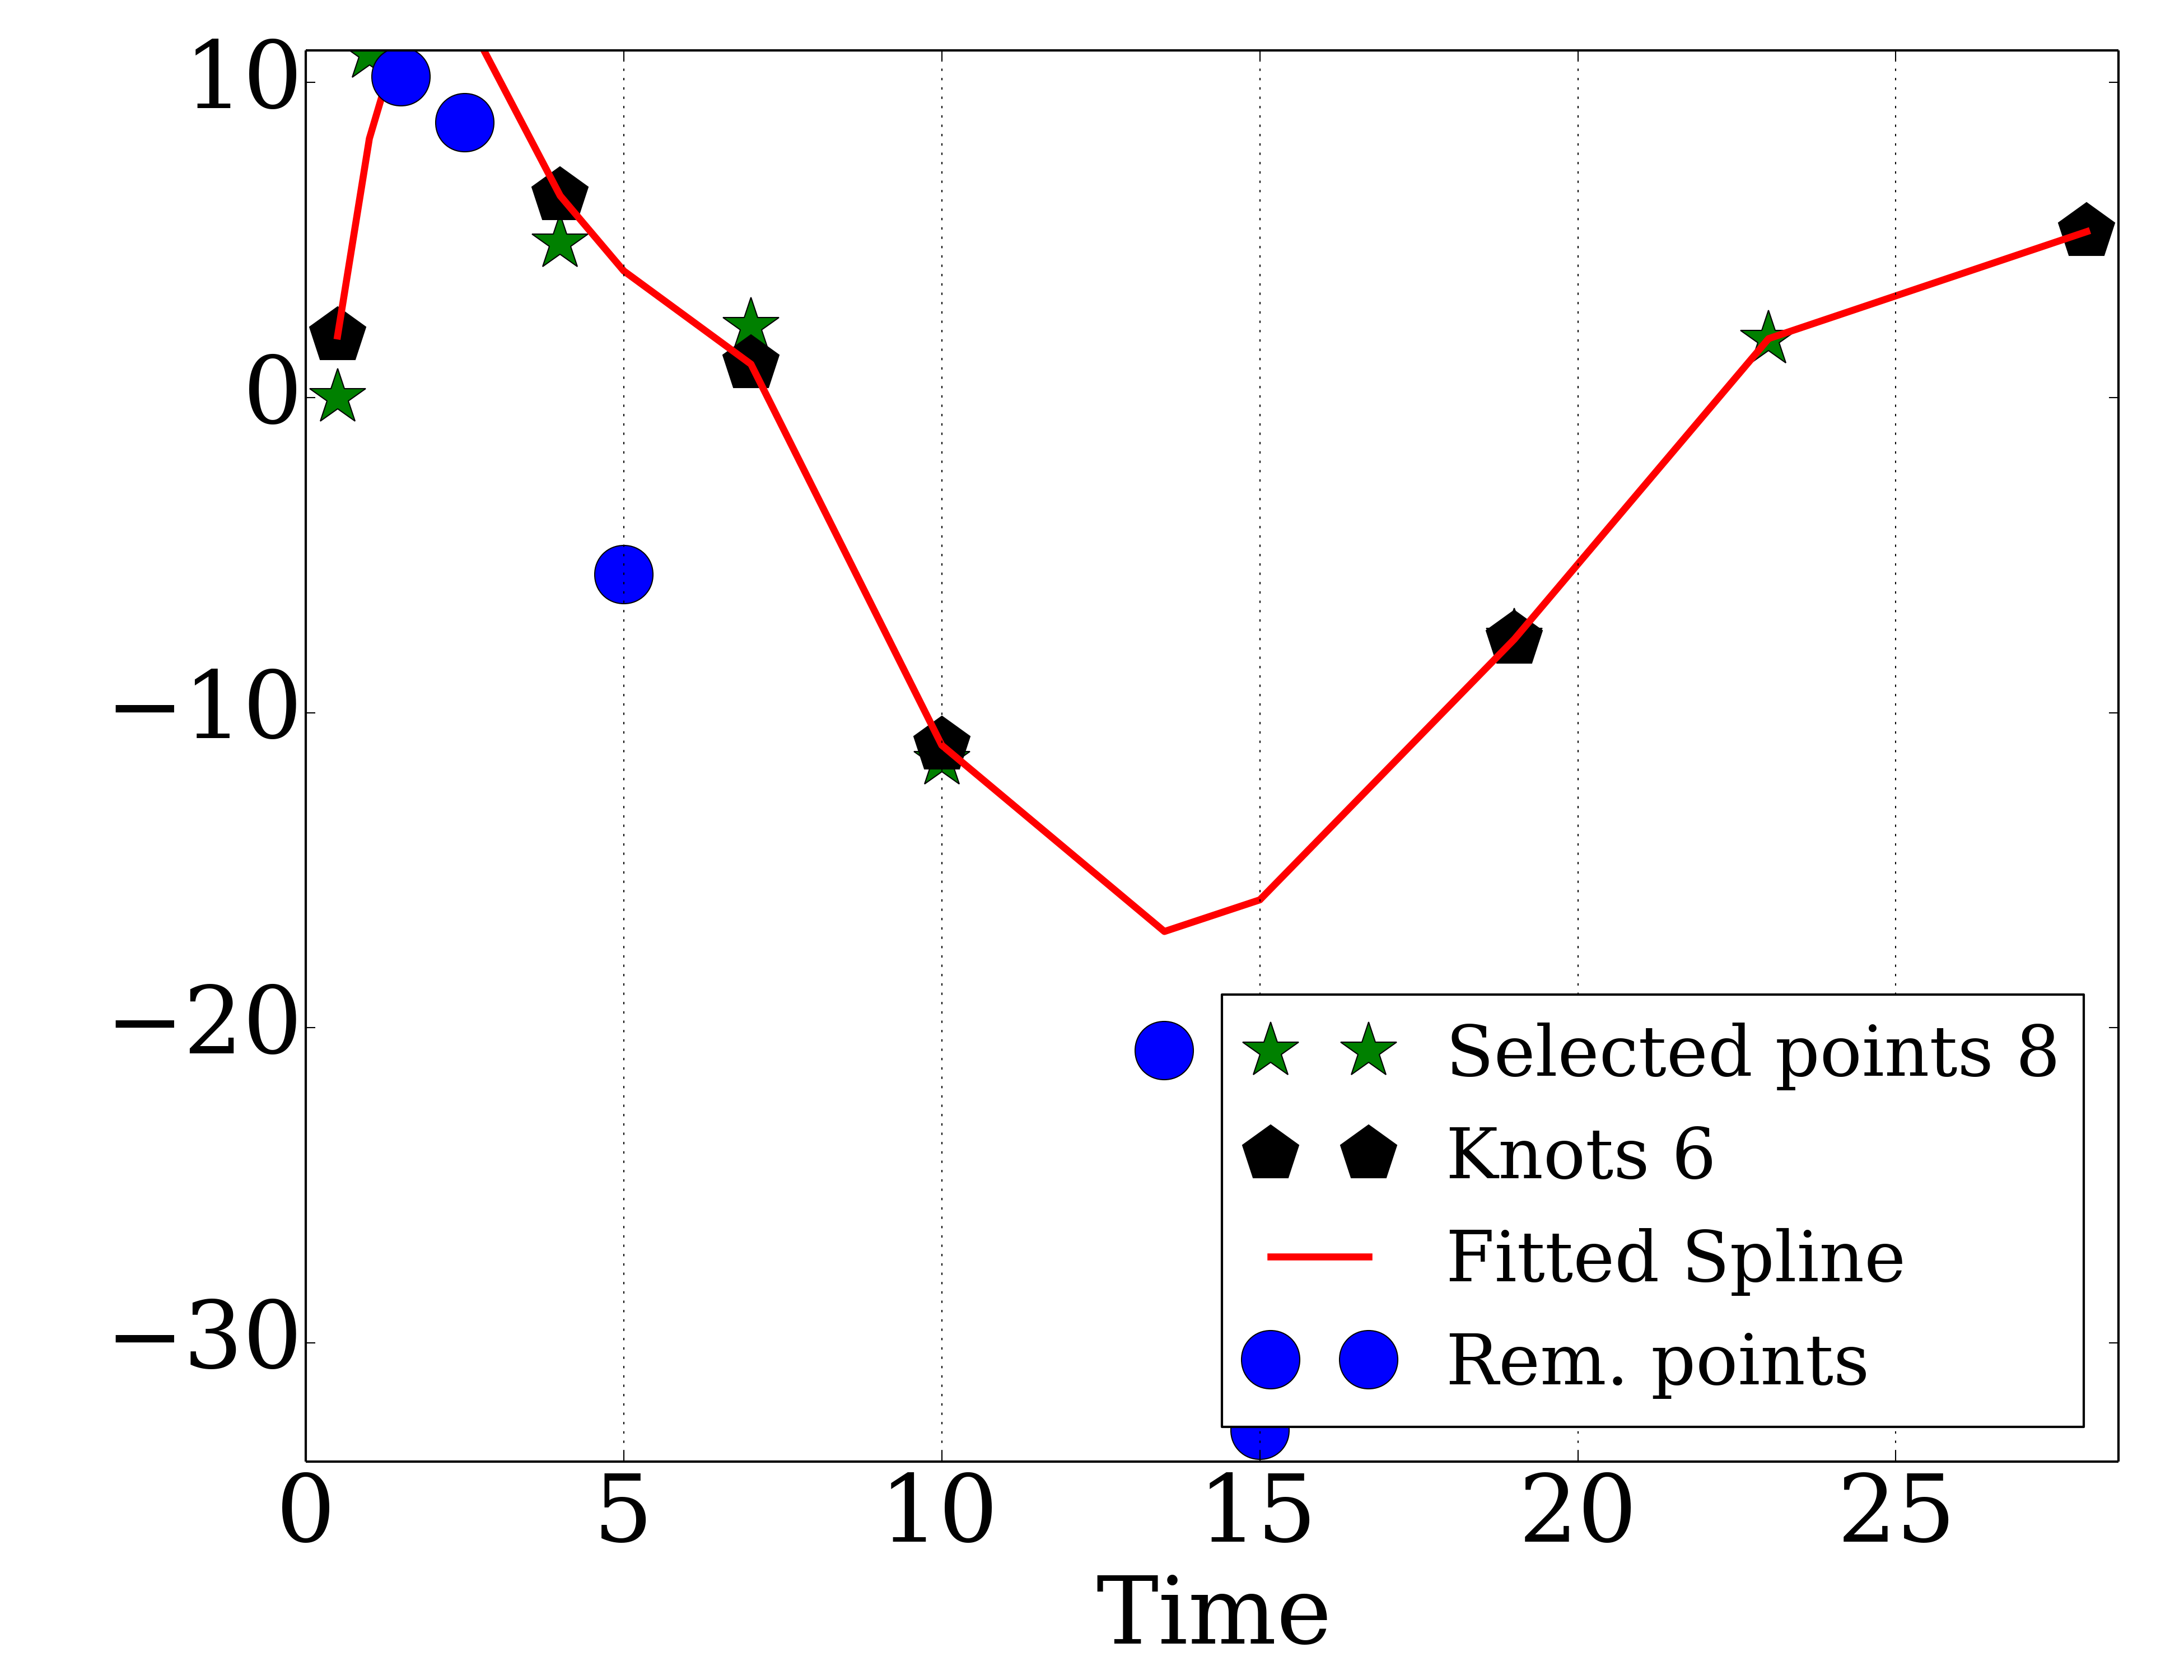 10
0
−10
−20
−30
0 5 10 15 20 25
Time
Selected points 8
Knots 6
Fitted Spline
Rem. points